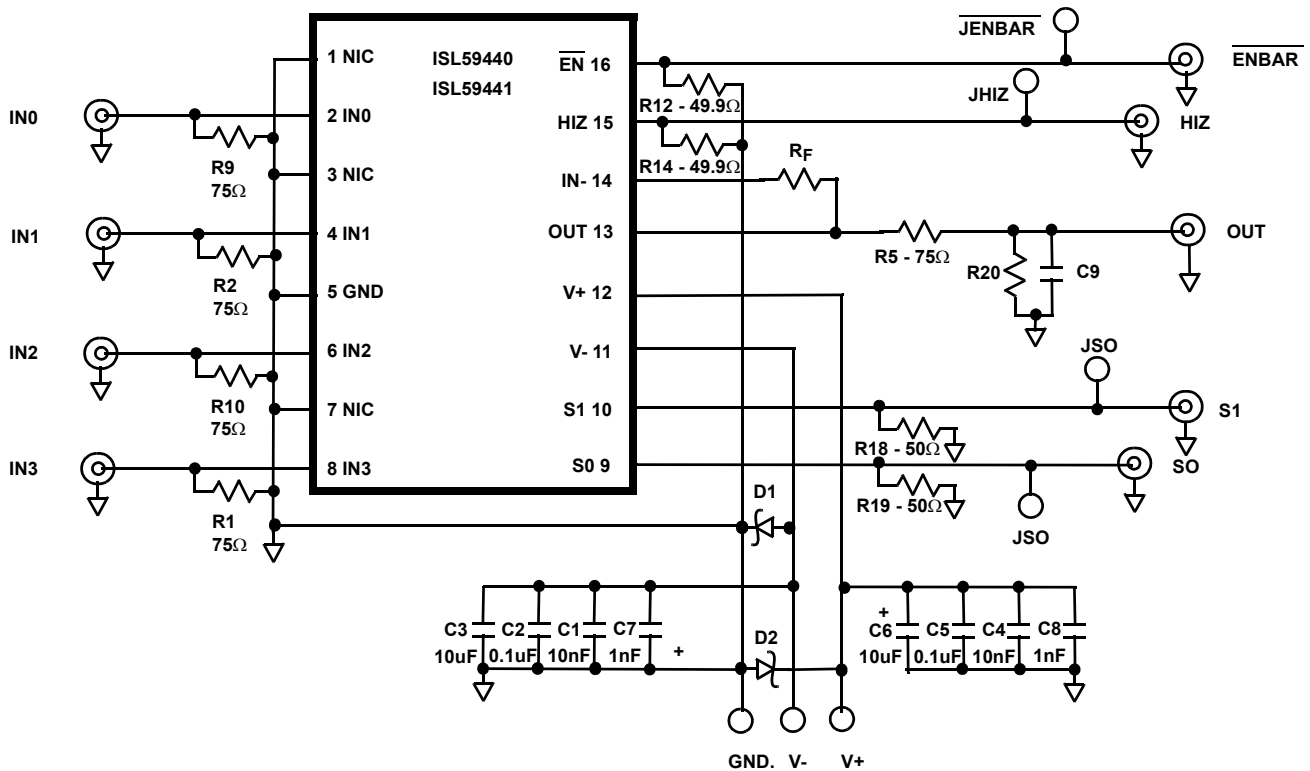 JENBAR
1 NIC
ISL59440
EN 16
ENBAR
ISL59441
JHIZ
IN0
2 IN0
R12 - 49.9Ω
HIZ 15
HIZ
R9
75Ω
3 NIC
R14 - 49.9Ω
RF
IN- 14
IN1
4 IN1
OUT 13
OUT
R5 - 75Ω
R2
75Ω
R20
C9
5 GND
V+ 12
IN2
6 IN2
V- 11
JSO
R10
75Ω
7 NIC
S1 10
S1
R18 - 50Ω
IN3
8 IN3
S0 9
SO
R1
75Ω
D1
R19 - 50Ω
JSO
C3
10uF
C2
0.1uF
C1
10nF
C7
1nF
+
D2
+
C6
10uF
C5
0.1uF
C4
10nF
C8
1nF
GND.
V-
V+